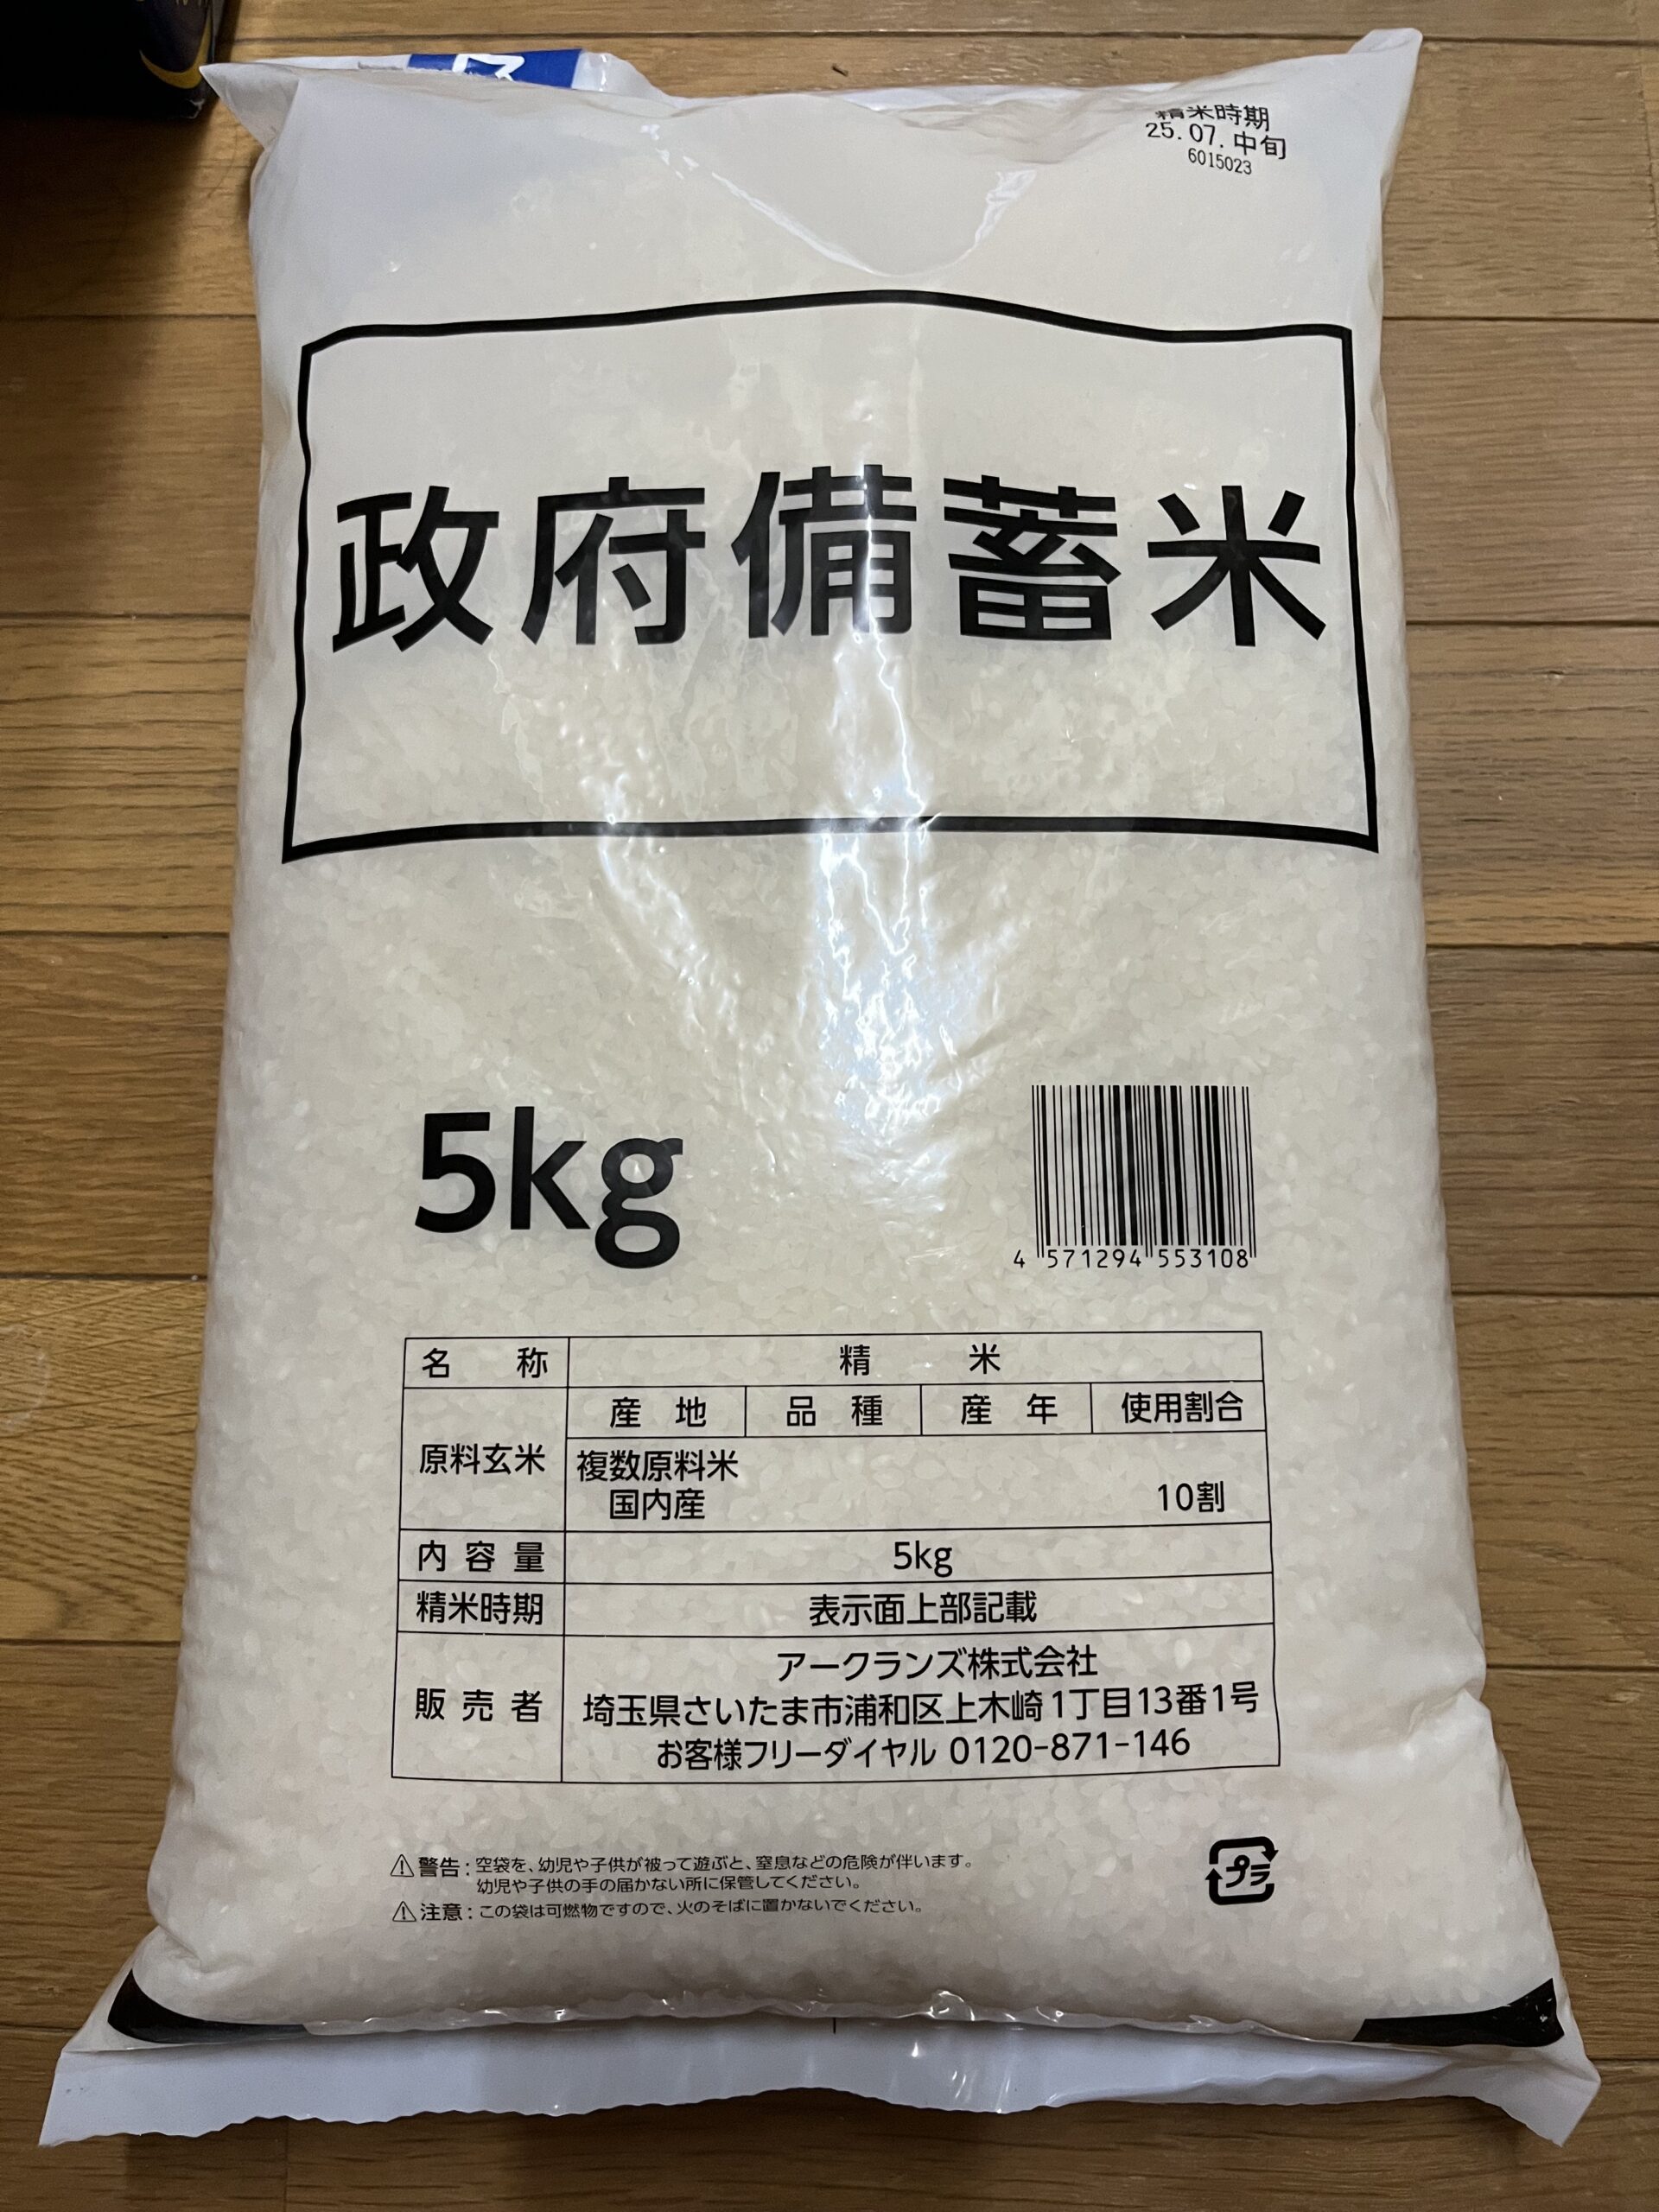 精米時期
25.07.中旬
6015023
政府備蓄米
5kg
4 571294 553108
名称 精米
原料玄米 産地 品種 産年 使用割合
複数原料米
国内産 10割
内容量 5kg
精米時期 表示面上部記載
販売者 アークランズ株式会社
埼玉県さいたま市浦和区上木崎1丁目13番1号
お客様フリーダイヤル 0120-871-146
⚠警告:空袋を、幼児や子供が被って遊ぶと、窒息などの危険が伴います。
幼児や子供の手の届かない所に保管してください。
⚠注意:この袋は可燃物ですので、火のそばに置かないでください。
プラ